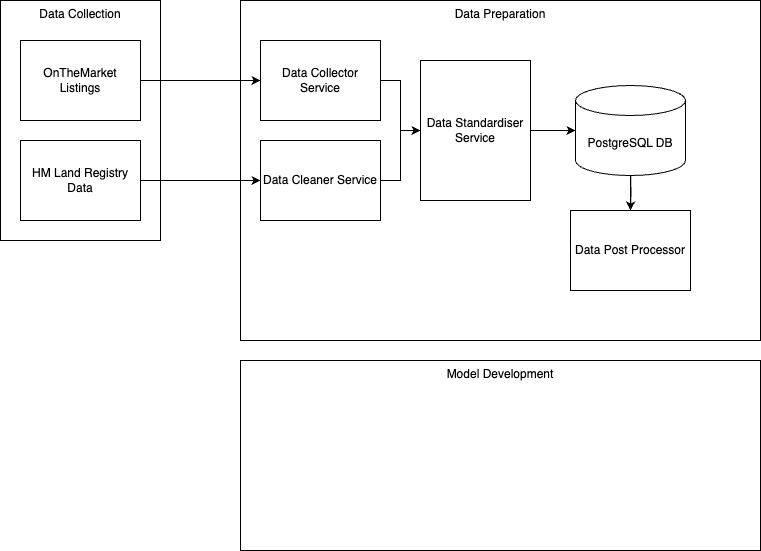 Data Collection
Data Preparation
OnTheMarket
Listings
Data Collector
Service
HM Land Registry
Data
Data Cleaner Service
Data Standardiser
Service
PostgreSQL DB
Data Post Processor
Model Development